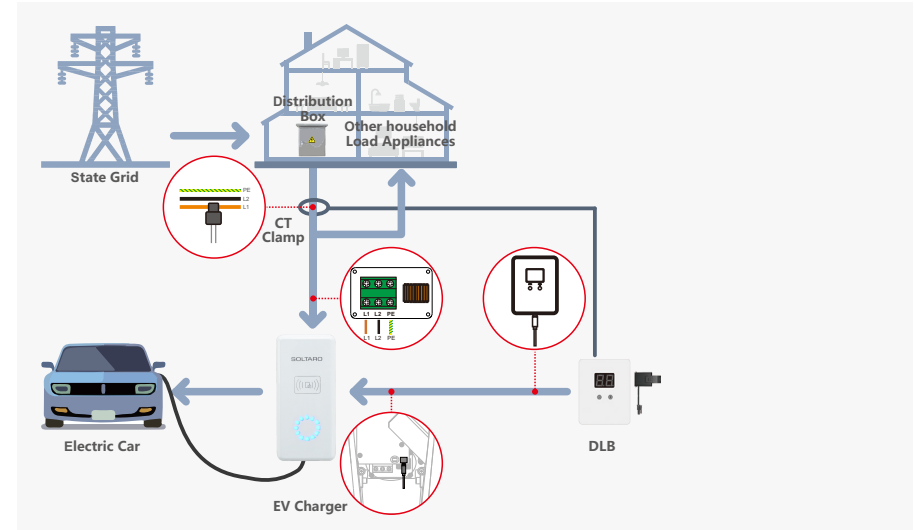 Distribution
Box
Other household
Load Appliances
State Grid
PE
L2
L1
CT
Clamp
L1 L2 PE
L1 L2 PE
SOLTARO
88
Electric Car
EV Charger
DLB